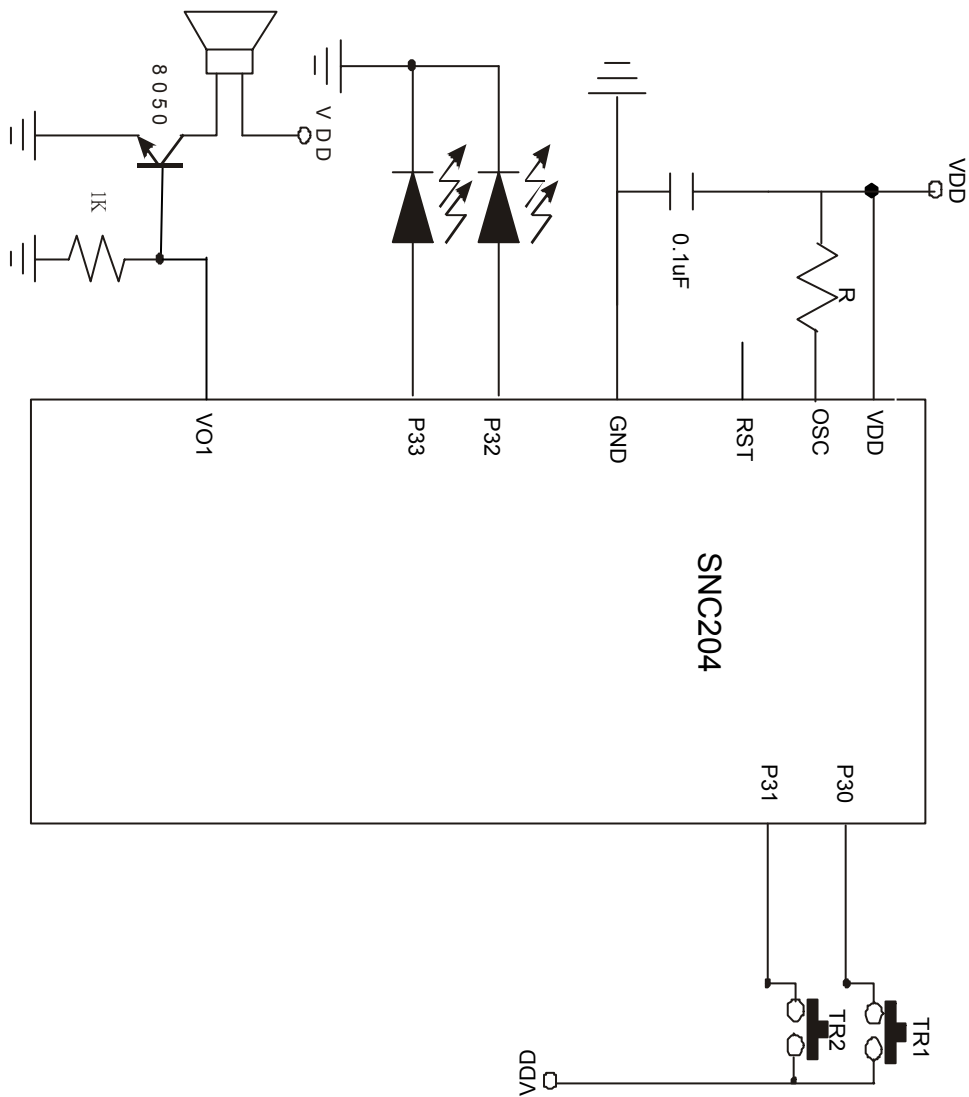 VDD
VDD
OSC
R
RST
0.1uF
GND
P32
P33
VDD
8050
1K
VO1
SNC204
P30
P31
TR1
TR2
VDD